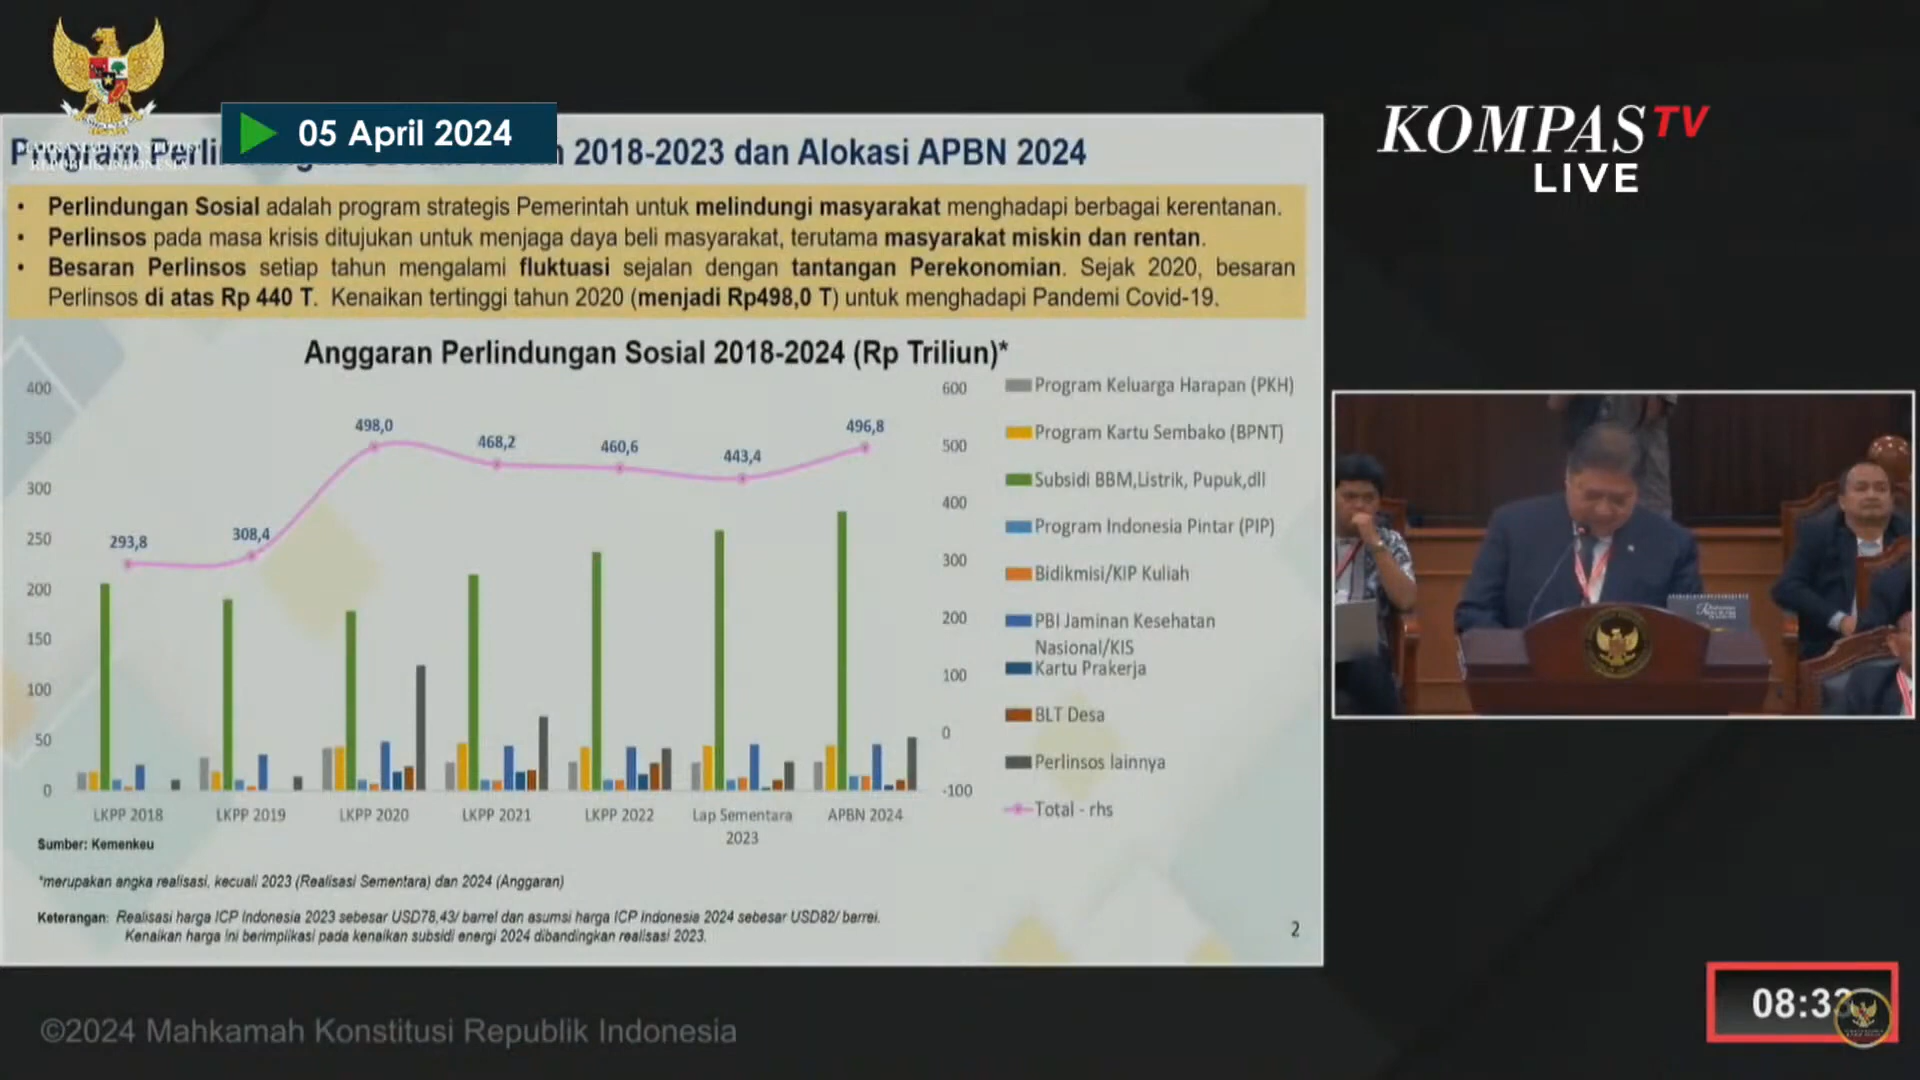 MAHKAMAH KONSTITUSI
REPUBLIK INDONESIA
05 April 2024
2018-2023 dan Alokasi APBN 2024
KOMPAS TV
LIVE
• Perlindungan Sosial adalah program strategis Pemerintah untuk melindungi masyarakat menghadapi berbagai kerentanan.
• Perlinsos pada masa krisis ditujukan untuk menjaga daya beli masyarakat, terutama masyarakat miskin dan rentan.
• Besaran Perlinsos setiap tahun mengalami fluktuasi sejalan dengan tantangan Perekonomian. Sejak 2020, besaran
Perlinsos di atas Rp 440 T. Kenaikan tertinggi tahun 2020 (menjadi Rp498,0 T) untuk menghadapi Pandemi Covid-19.
Anggaran Perlindungan Sosial 2018-2024 (Rp Triliun)*
400
350
300
250
200
150
100
50
0
293,8
308,4
498,0
468,2
460,6
443,4
496,8
600
500
400
300
200
100
0
-100
LKPP 2018
LKPP 2019
LKPP 2020
LKPP 2021
LKPP 2022
Lap Sementara
2023
APBN 2024
Program Keluarga Harapan (PKH)
Program Kartu Sembako (BPNT)
Subsidi BBM,Listrik, Pupuk,dll
Program Indonesia Pintar (PIP)
Bidikmisi/KIP Kuliah
PBI Jaminan Kesehatan
Nasional/KIS
Kartu Prakerja
BLT Desa
Perlinsos lainnya
Total - rhs
Sumber: Kemenkeu
*merupakan angka realisasi, kecuali 2023 (Realisasi Sementara) dan 2024 (Anggaran)
Keterangan: Realisasi harga ICP Indonesia 2023 sebesar USD78,43/ barrel dan asumsi harga ICP Indonesia 2024 sebesar USD82/ barrel.
Kenaikan harga ini berimplikasi pada kenaikan subsidi energi 2024 dibandingkan realisasi 2023.
2
08:33
©2024 Mahkamah Konstitusi Republik Indonesia